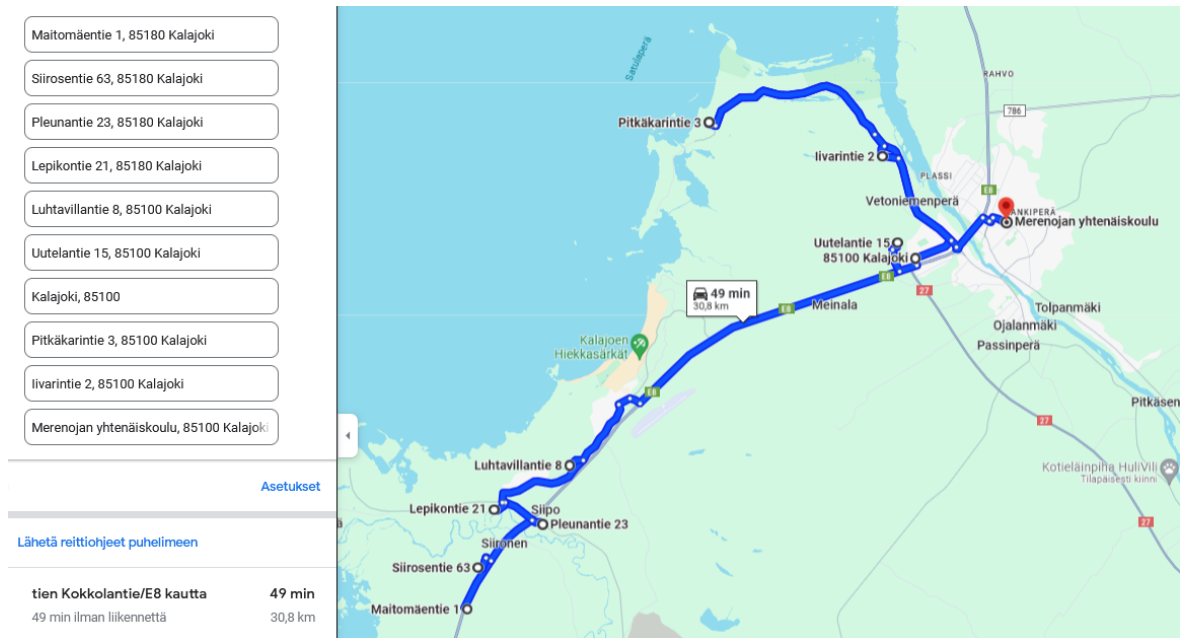 Maitomäentie 1, 85180 Kalajoki
Siirosentie 63, 85180 Kalajoki
Pleunantie 23, 85180 Kalajoki
Lepikontie 21, 85180 Kalajoki
Luhtavillantie 8, 85100 Kalajoki
Uutelantie 15, 85100 Kalajoki
Kalajoki, 85100
Pitkäkarintie 3, 85100 Kalajoki
Iivarintie 2, 85100 Kalajoki
Merenojan yhtenäiskoulu, 85100 Kalajoki
Asetukset
Lähetä reittiohjeet puhelimeen
tien Kokkolantie/E8 kautta 49 min
49 min ilman liikennettä 30,8 km
Satulaperä
RAHVO
786
Pitkäkarintie 3
Iivarintie 2
PLASSI
E8
Vetoniemenperä
ANKIPERÄ
Merenojan yhtenäiskoulu
Uutelantie 15
85100 Kalajoki
E8
27
49 min
30,8 km
E8
Meinala
Tolpanmäki
Ojalanmäki
Passinperä
Kalajoen
Hiekkasärkät
E8
Pitkäsen
27
Luhtavillantie 8
Kotieläinpiha HuliVili
Tilapäisesti kiinni
Lepikontie 21
Siipo
Pleunantie 23
27
ä
Siironen
Siirosentie 63
Maitomäentie 1